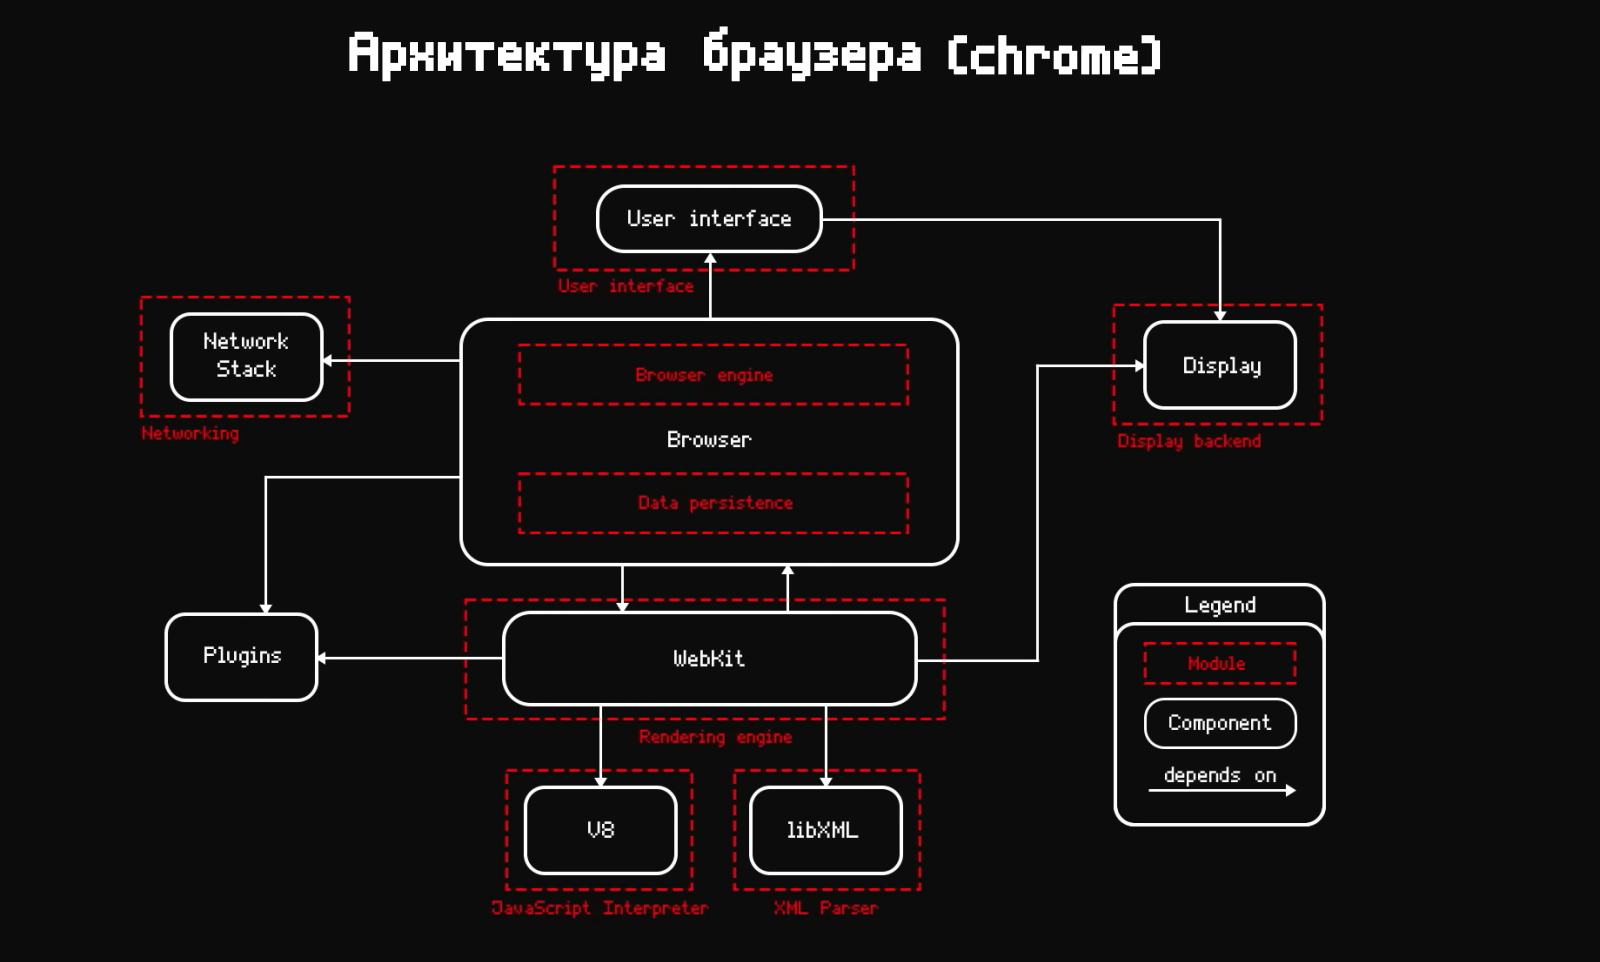 Архитектура браузера (chrome)
User interface
User interface
Network
Stack
Networking
Browser engine
Browser
Data persistence
Display
Display backend
Plugins
WebKit
Rendering engine
V8
JavaScript Interpreter
libXML
XML Parser
Legend
Module
Component
depends on